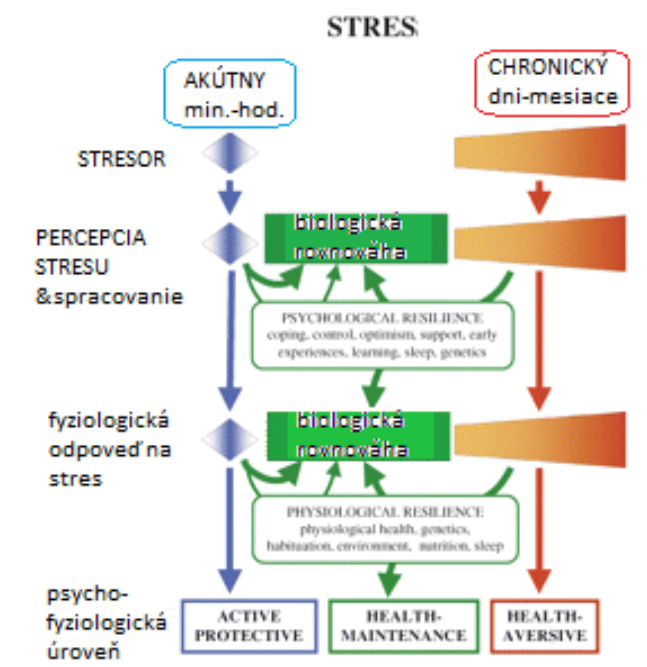 STRES
AKÚTNY
min.-hod.
CHRONICKÝ
dni-mesiace
STRESOR
PERCEPCIA
STRESU
&spracovanie
biologická
rovnováha
PSYCHOLOGICAL RESILIENCE
coping, control, optimism, support, early
experiences, learning, sleep, genetics
fyziologická
odpoveď na
stres
biologická
rovnováha
PHYSIOLOGICAL RESILIENCE
physiological health, genetics,
habituation, environment, nutrition, sleep
psycho-
fyziologická
úroveň
ACTIVE
PROTECTIVE
HEALTH-
MAINTENANCE
HEALTH-
AVERSIVE